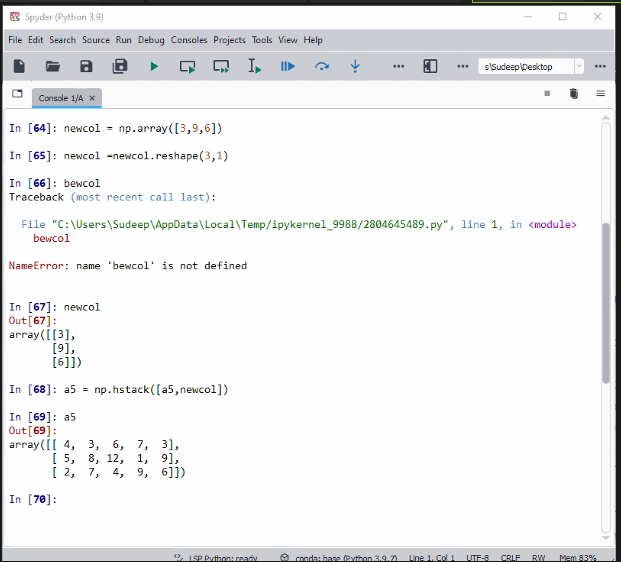 Spyder (Python 3.9)
File Edit Search Source Run Debug Consoles Projects Tools View Help
s\Sudeep\Desktop
Console 1/A
In [64]: newcol = np.array([3,9,6])
In [65]: newcol =newcol.reshape(3,1)
In [66]: bewcol
Traceback (most recent call last):
File "C:\Users\Sudeep\AppData\Local\Temp/ipykernel_9988/2804645489.py", line 1, in <module>
bewcol
NameError: name 'bewcol' is not defined
In [67]: newcol
Out[67]:
array([[3],
[9],
[6]])
In [68]: a5 = np.hstack([a5,newcol])
In [69]: a5
Out[69]:
array([[ 4, 3, 6, 7, 3],
[ 5, 8, 12, 1, 9],
[ 2, 7, 4, 9, 6]])
In [70]:
LSP Python: ready conda: base (Python 3.9.7) Line 1, Col 1 UTF-8 CRLF RW Mem 83%